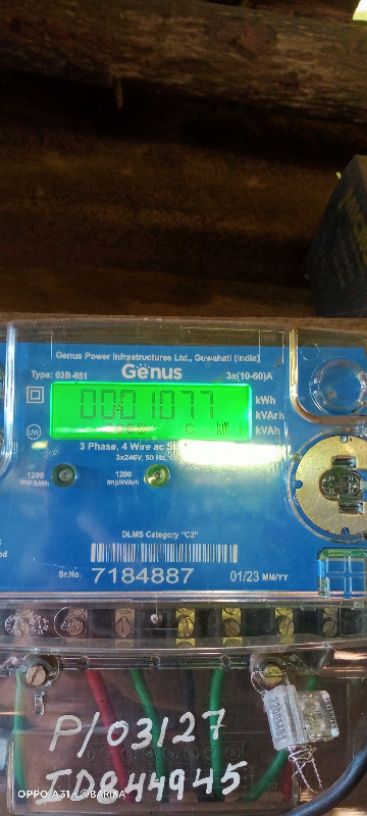 Genus Power Infrastructures Ltd., Guwahati (India)
Type: 03B-651
Genus
3x(10-60)A
0001077
kWh
kVArh
kVAh
3 Phase, 4 Wire ac
3x240V, 50 Hz,
1200
imp/kWh
1200
imp/kVArh
DLMS Category "C2"
Sr.No. 7184887 01/23 MM/YY
P/03127
ID844945
OPPO A31 BARIKA